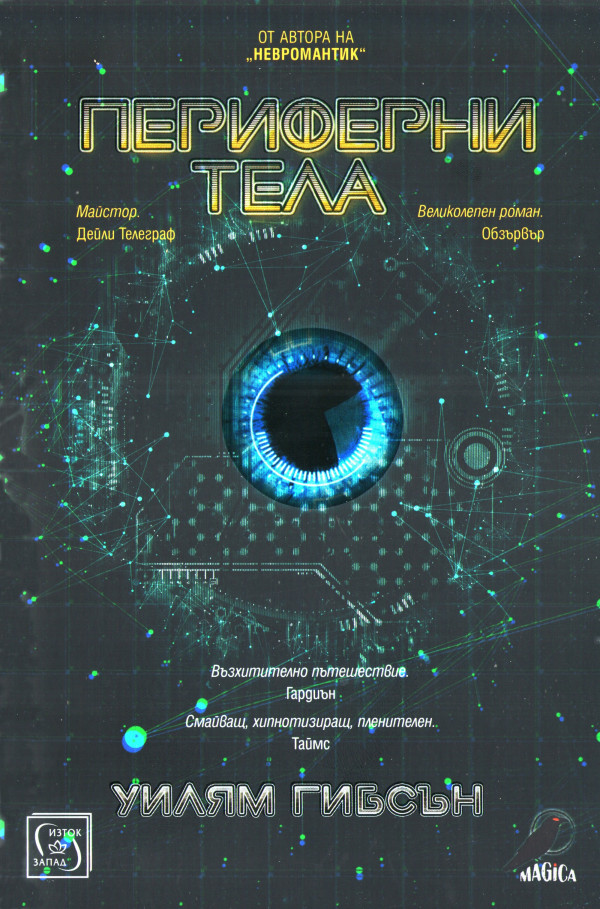 ОТ АВТОРА НА
„НЕВРОМАНТИК“
ПЕРИФЕРНИ
ТЕЛА
Майстор.
Дейли Телеграф
Великолепен роман.
Обзървър
Възхитително пътешествие.
Гардиън
Смайващ, хипнотизиращ, пленителен.
Таймс
УИЛЯМ ГИБСЪН
ИЗТОК
ЗАПАД
MAGICA